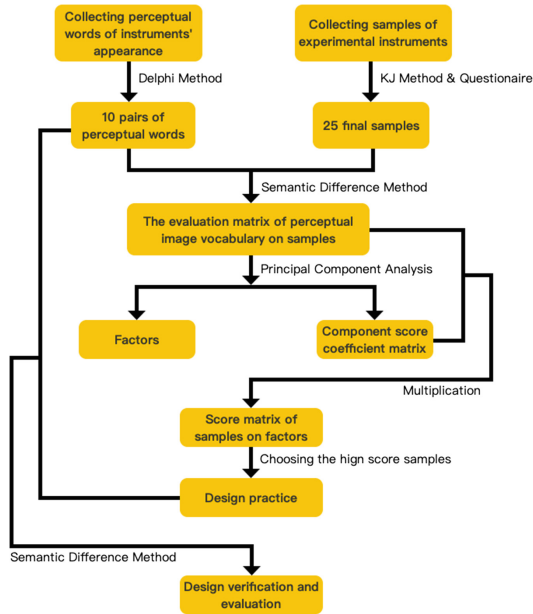 Collecting perceptual
words of instruments'
appearance
Collecting samples of
experimental instruments
Delphi Method
KJ Method & Questionaire
10 pairs of
perceptual words
25 final samples
Semantic Difference Method
The evaluation matrix of perceptual
image vocabulary on samples
Principal Component Analysis
Factors
Component score
coefficient matrix
Multiplication
Score matrix of
samples on factors
Choosing the hign score samples
Design practice
Semantic Difference Method
Design verification and
evaluation